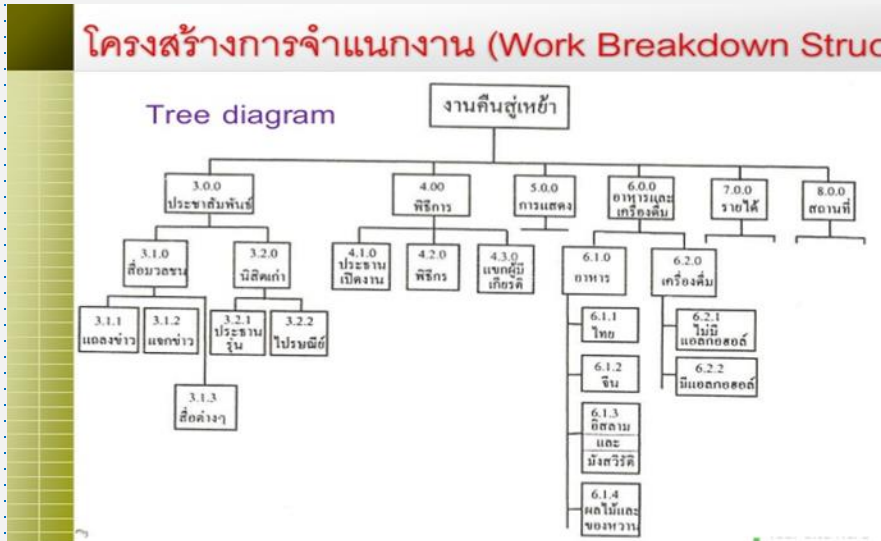 โครงสร้างการจำแนกงาน (Work Breakdown Struc
Tree diagram
งานคืนสู่เหย้า
3.0.0
ประชาสัมพันธ์
4.00
พิธีการ
5.0.0
การแสดง
6.0.0
อาหารและ
เครื่องดื่ม
7.0.0
รายได้
8.0.0
สถานที่
3.1.0
สื่อมวลชน
3.2.0
นิสิตเก่า
4.1.0
ประธาน
เปิดงาน
4.2.0
พิธีกร
4.3.0
แขกผู้มี
เกียรติ
6.1.0
อาหาร
6.2.0
เครื่องดื่ม
3.1.1
แถลงข่าว
3.1.2
แจกข่าว
3.2.1
ประธาน
รุ่น
3.2.2
ไปรษณีย์
3.1.3
สื่อต่างๆ
6.1.1
ไทย
6.1.2
จีน
6.1.3
อิสลาม
และ
มังสวิรัติ
6.1.4
ผลไม้และ
ของหวาน
6.2.1
ไม่มี
แอลกอฮอล์
6.2.2
มีแอลกอฮอล์